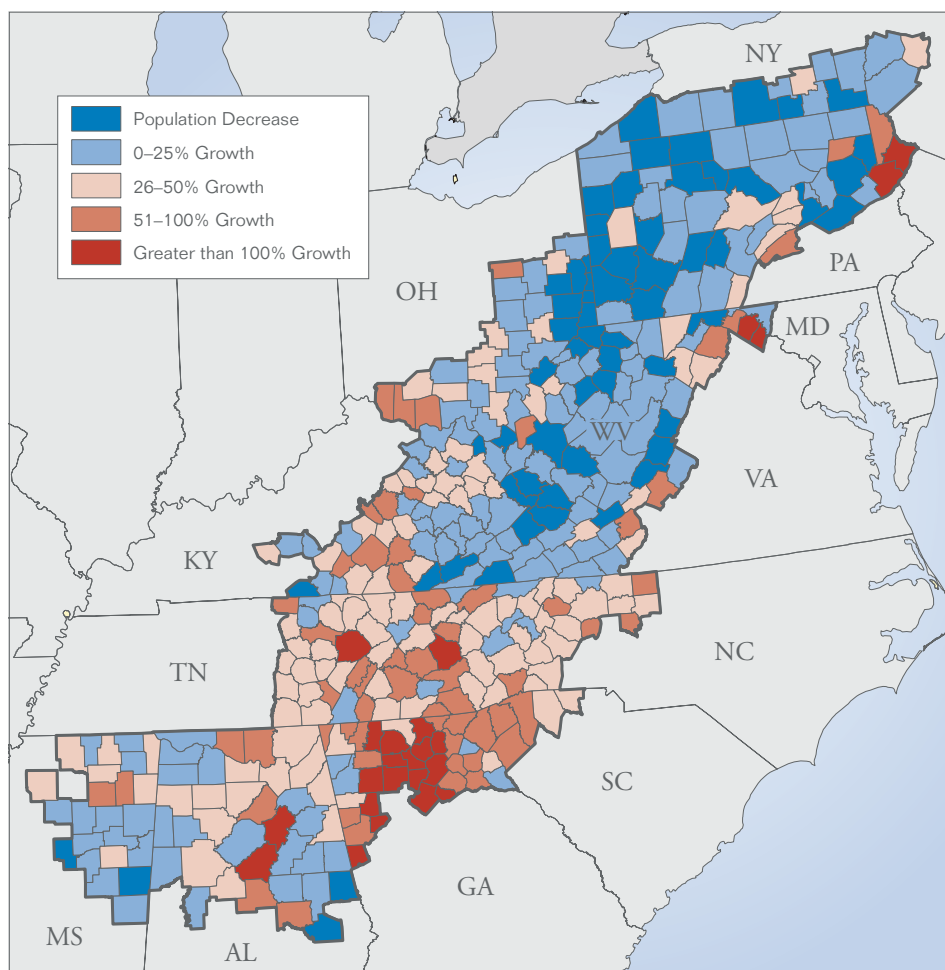 NY
Population Decrease
0–25% Growth
26–50% Growth
51–100% Growth
Greater than 100% Growth
PA
OH
MD
WV
VA
KY
NC
TN
SC
GA
MS
AL